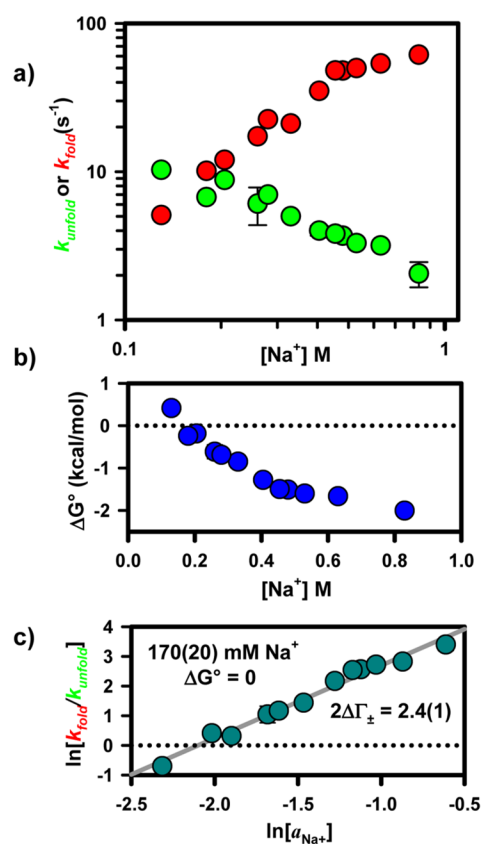 a)
100
10
1
k_unfold or k_fold(s⁻¹)
0.1
1
[Na⁺] M
b)
1
0
-1
-2
ΔG° (kcal/mol)
0.0
0.2
0.4
0.6
0.8
1.0
[Na⁺] M
c)
4
3
2
1
0
-1
ln[k_fold/k_unfold]
170(20) mM Na⁺
ΔG° = 0
2ΔΓ± = 2.4(1)
-2.5
-2.0
-1.5
-1.0
-0.5
ln[a_Na+]